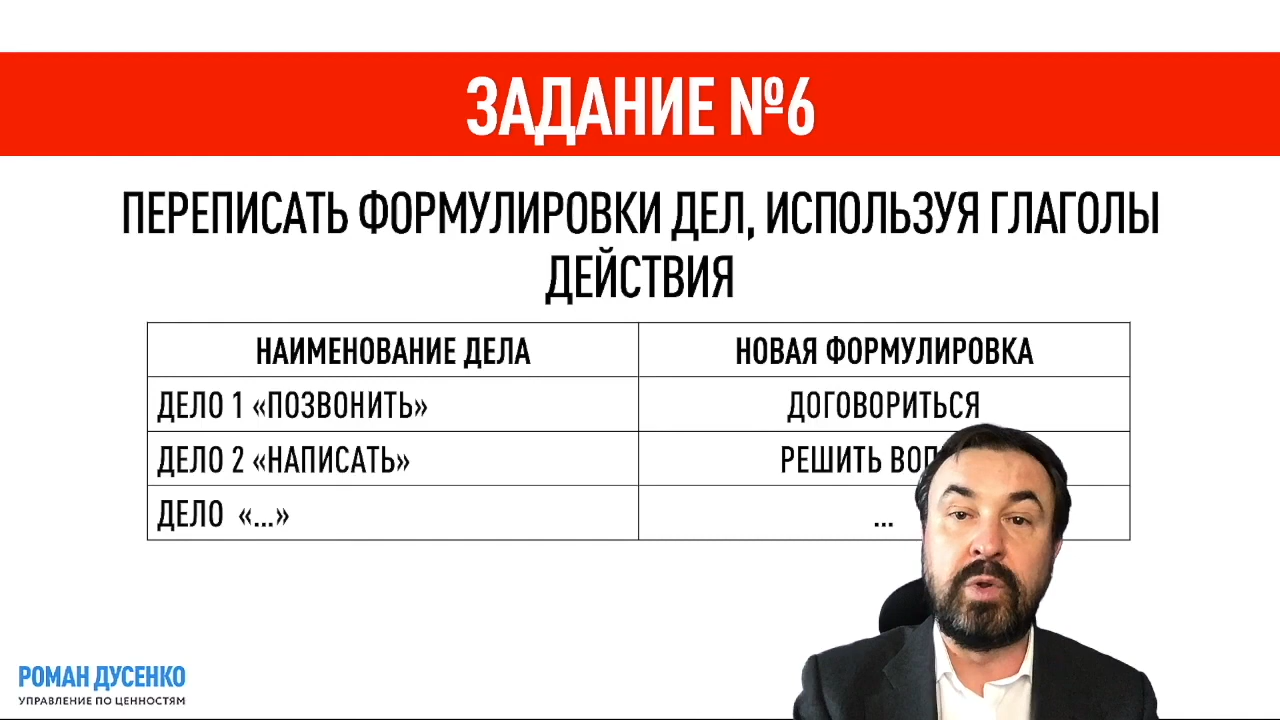 ЗАДАНИЕ №6
ПЕРЕПИСАТЬ ФОРМУЛИРОВКИ ДЕЛ, ИСПОЛЬЗУЯ ГЛАГОЛЫ
ДЕЙСТВИЯ
НАИМЕНОВАНИЕ ДЕЛА НОВАЯ ФОРМУЛИРОВКА
ДЕЛО 1 «ПОЗВОНИТЬ» ДОГОВОРИТЬСЯ
ДЕЛО 2 «НАПИСАТЬ» РЕШИТЬ
ДЕЛО «...» ...
РОМАН ДУСЕНКО
УПРАВЛЕНИЕ ПО ЦЕННОСТЯМ